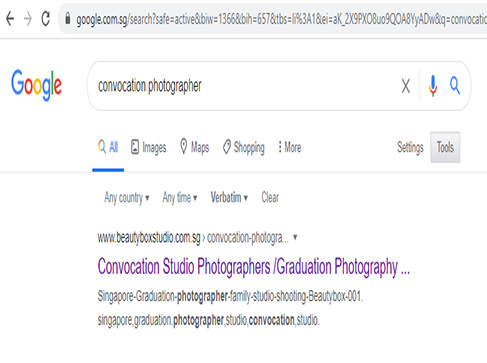 google.com.sg/search?safe=active&biw=1366&bih=657&tbs=li%3A1&ei=aK_2X9PXO8uo9QOA8YyADw&q=convocatio
Google
convocation photographer
All Images Maps Shopping More Settings Tools
Any country Any time Verbatim Clear
www.beautyboxstudio.com.sg › convocation-photogra...
Convocation Studio Photographers /Graduation Photography ...
Singapore-Graduation-photographer-family-studio-shooting-Beautybox-001.
singapore,graduation,photographer,studio,convocation,studio.